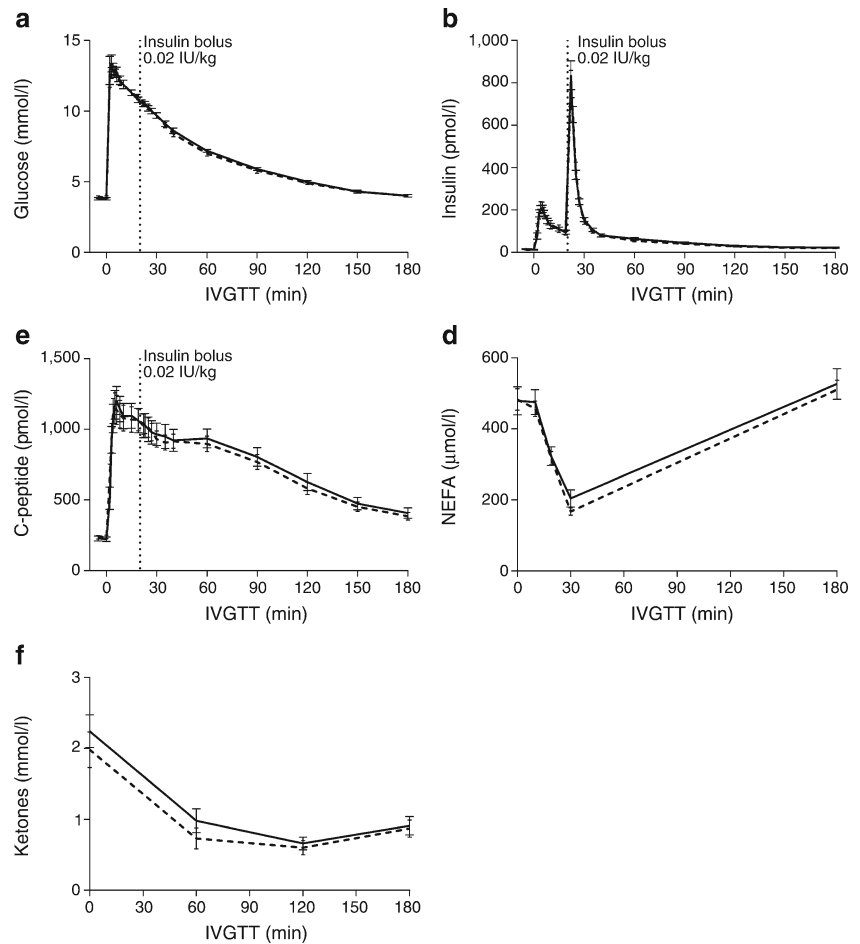 a
15
10
5
0
Glucose (mmol/l)
Insulin bolus
0.02 IU/kg
0 30 60 90 120 150 180
IVGTT (min)
b
1,000
800
600
400
200
0
Insulin (pmol/l)
Insulin bolus
0.02 IU/kg
0 30 60 90 120 150 180
IVGTT (min)
e
1,500
1,000
500
0
C-peptide (pmol/l)
Insulin bolus
0.02 IU/kg
0 30 60 90 120 150 180
IVGTT (min)
d
600
400
200
0
NEFA (μmol/l)
0 30 60 90 120 150 180
IVGTT (min)
f
3
2
1
0
Ketones (mmol/l)
0 30 60 90 120 150 180
IVGTT (min)